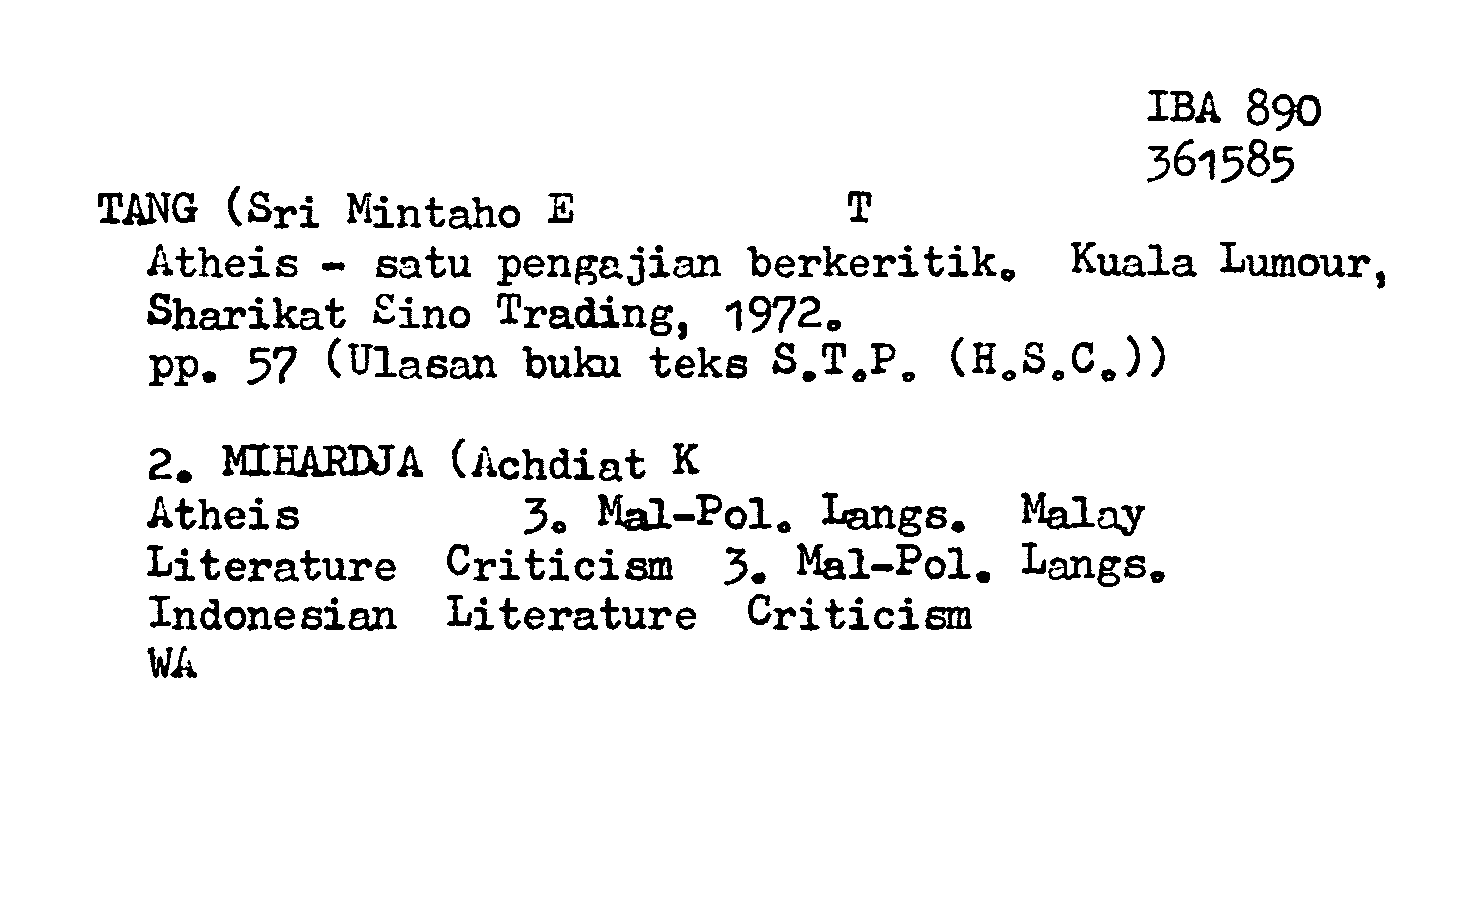 IBA 890
361585
TANG (Sri Mintaho E T
Atheis - satu pengajian berkeritik. Kuala Lumour,
Sharikat Sino Trading, 1972.
pp. 57 (Ulasan buku teks S.T.P. (H.S.C.))
2. MIHARDJA (Achdiat K
Atheis 3. Mal-Pol. Langs. Malay
Literature Criticism 3. Mal-Pol. Langs.
Indonesian Literature Criticism
WA